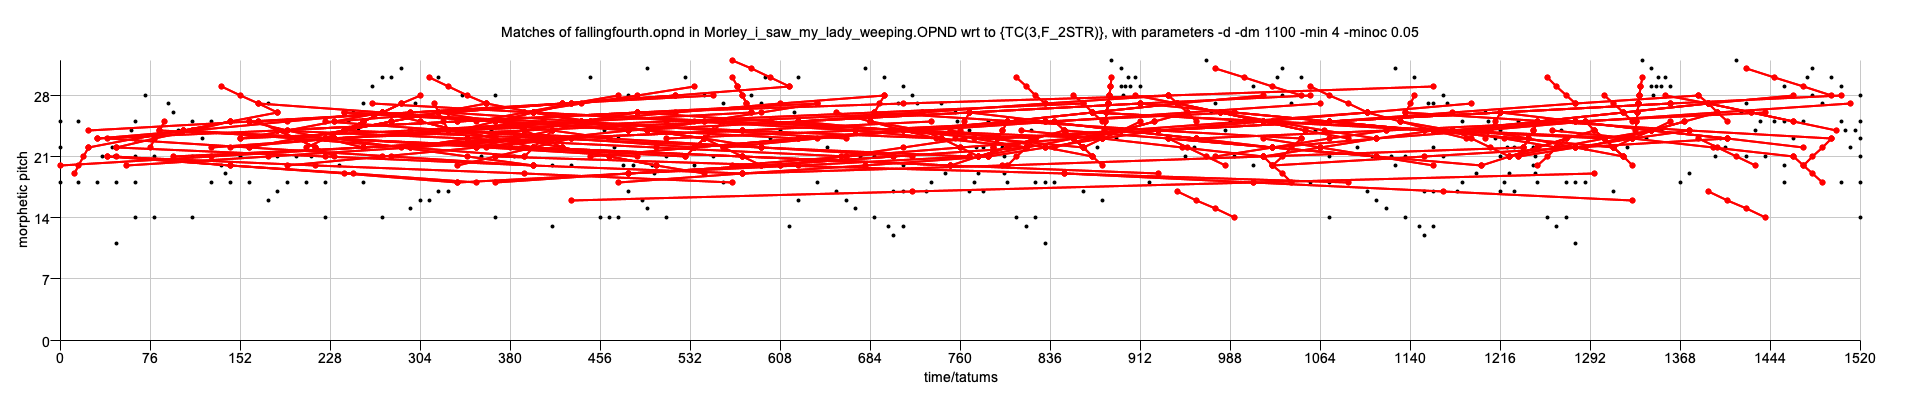 Matches of fallingfourth.opnd in Morley_i_saw_my_lady_weeping.OPND wrt to {TC(3,F_2STR)}, with parameters -d -dm 1100 -min 4 -minoc 0.05
morphetic pitch
28
21
14
7
0
0 76 152 228 304 380 456 532 608 684 760 836 912 988 1064 1140 1216 1292 1368 1444 1520
time/tatums